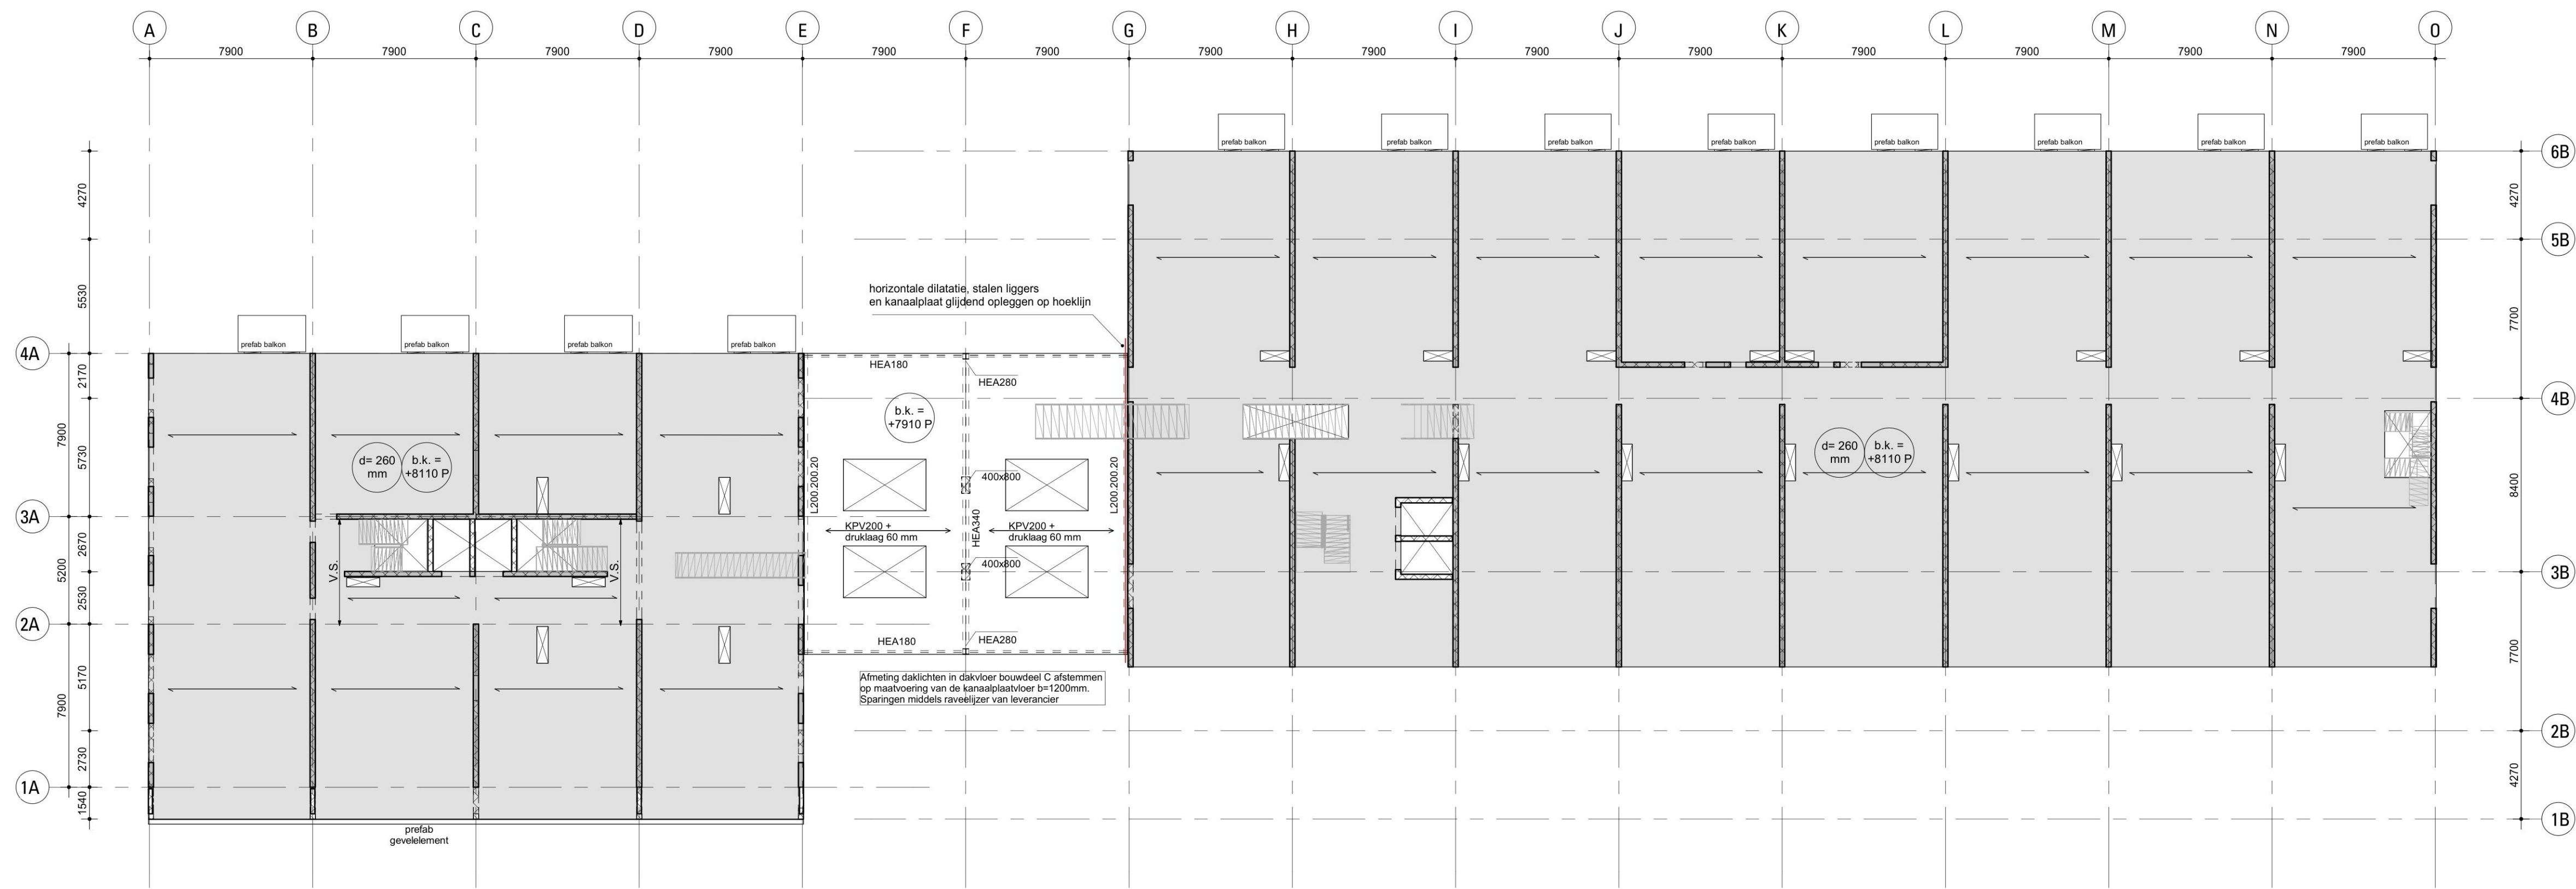 A B C D E F G H I J K L M N O
7900 7900 7900 7900 7900 7900 7900 7900 7900 7900 7900 7900 7900 7900
prefab balkon prefab balkon prefab balkon prefab balkon prefab balkon prefab balkon prefab balkon prefab balkon
6B
4270
4270
5B
5530
7700
horizontale dilatatie, stalen liggers
en kanaalplaat glijdend opleggen op hoeklijn
prefab balkon prefab balkon prefab balkon prefab balkon
4A
HEA180
HEA280
2170
4B
b.k. =
+7910 P
7900
5730
d= 260
mm
b.k. =
+8110 P
d= 260
mm
b.k. =
+8110 P
L200.200.20
L200.200.20
400x800
8400
3A
KPV200 +
druklaag 60 mm
HEA340
KPV200 +
druklaag 60 mm
2670
5200
V.S.
V.S.
400x800
3B
2530
2A
HEA180
HEA280
7700
Afmeting daklichten in dakvloer bouwdeel C afstemmen
op maatvoering van de kanaalplaatvloer b=1200mm.
Sparingen middels raveelijzer van leverancier
5170
7900
2B
2730
1A
4270
1540
1B
prefab
gevelelement